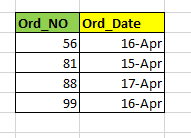 Ord_NO Ord_Date
56 16-Apr
81 15-Apr
88 17-Apr
99 16-Apr